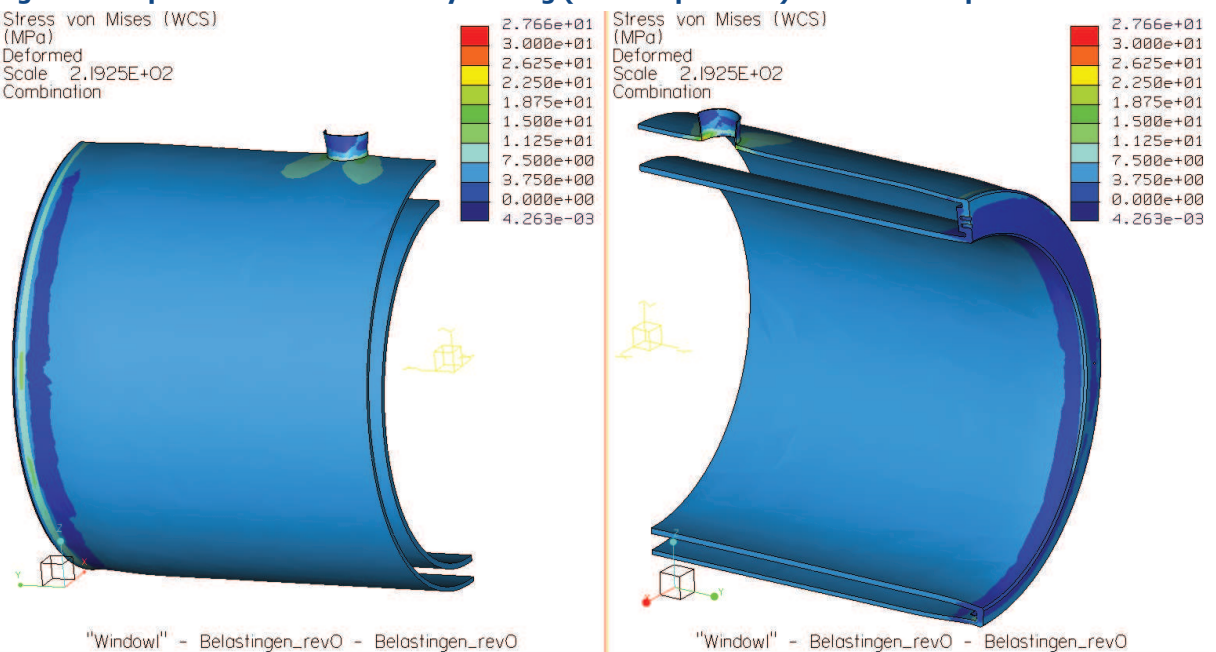 Stress von Mises (WCS)
(MPa)
Deformed
Scale 2.1925E+02
Combination
2.766e+01
3.000e+01
2.625e+01
2.250e+01
1.875e+01
1.500e+01
1.125e+01
7.500e+00
3.750e+00
0.000e+00
4.263e-03
Z
X
Y
"Window1" - Belastingen_rev0 - Belastingen_rev0
Stress von Mises (WCS)
(MPa)
Deformed
Scale 2.1925E+02
Combination
2.766e+01
3.000e+01
2.625e+01
2.250e+01
1.875e+01
1.500e+01
1.125e+01
7.500e+00
3.750e+00
0.000e+00
4.263e-03
Z
X
Y
"Window1" - Belastingen_rev0 - Belastingen_rev0